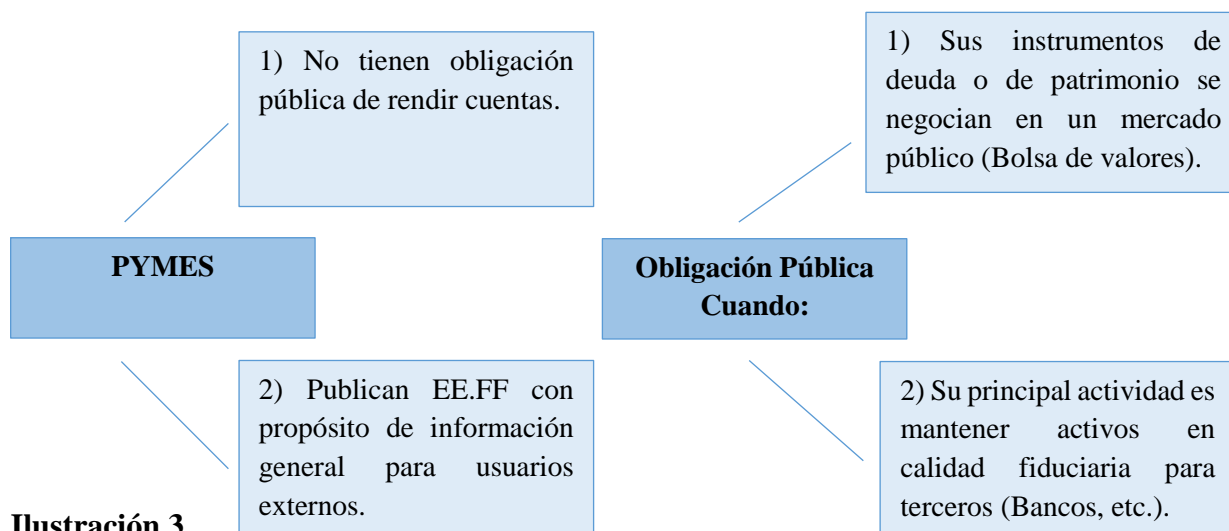 1) No tienen obligación
pública de rendir cuentas.
PYMES
2) Publican EE.FF con
propósito de información
general para usuarios
externos.
1) Sus instrumentos de
deuda o de patrimonio se
negocian en un mercado
público (Bolsa de valores).
Obligación Pública
Cuando:
2) Su principal actividad es
mantener activos en
calidad fiduciaria para
terceros (Bancos, etc.).
Ilustración 3